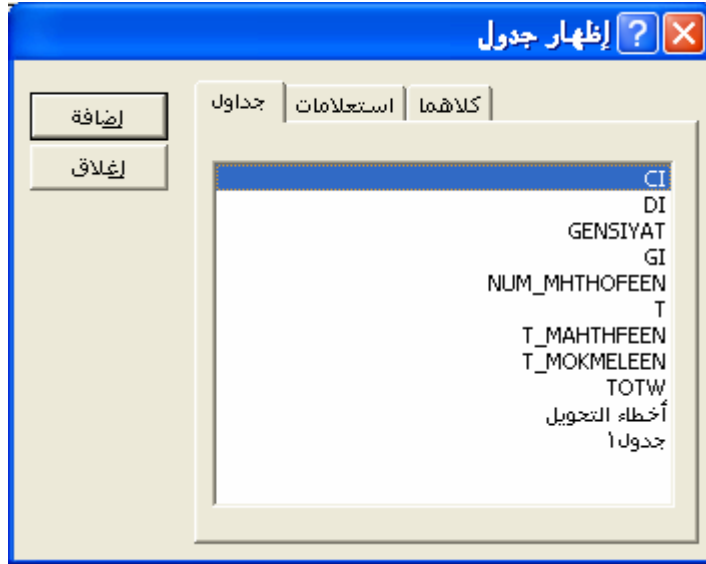 إظهار جدول
جداول استعلامات كلاهما
إضافة
إغلاق
CI
DI
GENSIYAT
GI
NUM_MHTHOFEEN
T
T_MAHTHFEEN
T_MOKMELEEN
TOTW
أخطاء التحويل
جدول١